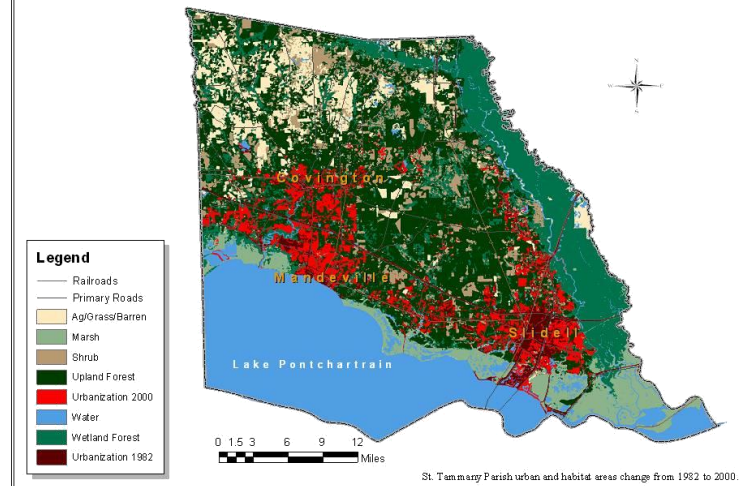 N
W
E
S
Covington
Mandeville
Slidell
Lake Pontchartrain
Legend
Railroads
Primary Roads
Ag/Grass/Barren
Marsh
Shrub
Upland Forest
Urbanization 2000
Water
Wetland Forest
Urbanization 1982
0 1.5 3 6 9 12
Miles
St. Tammany Parish urban and habitat areas change from 1982 to 2000.